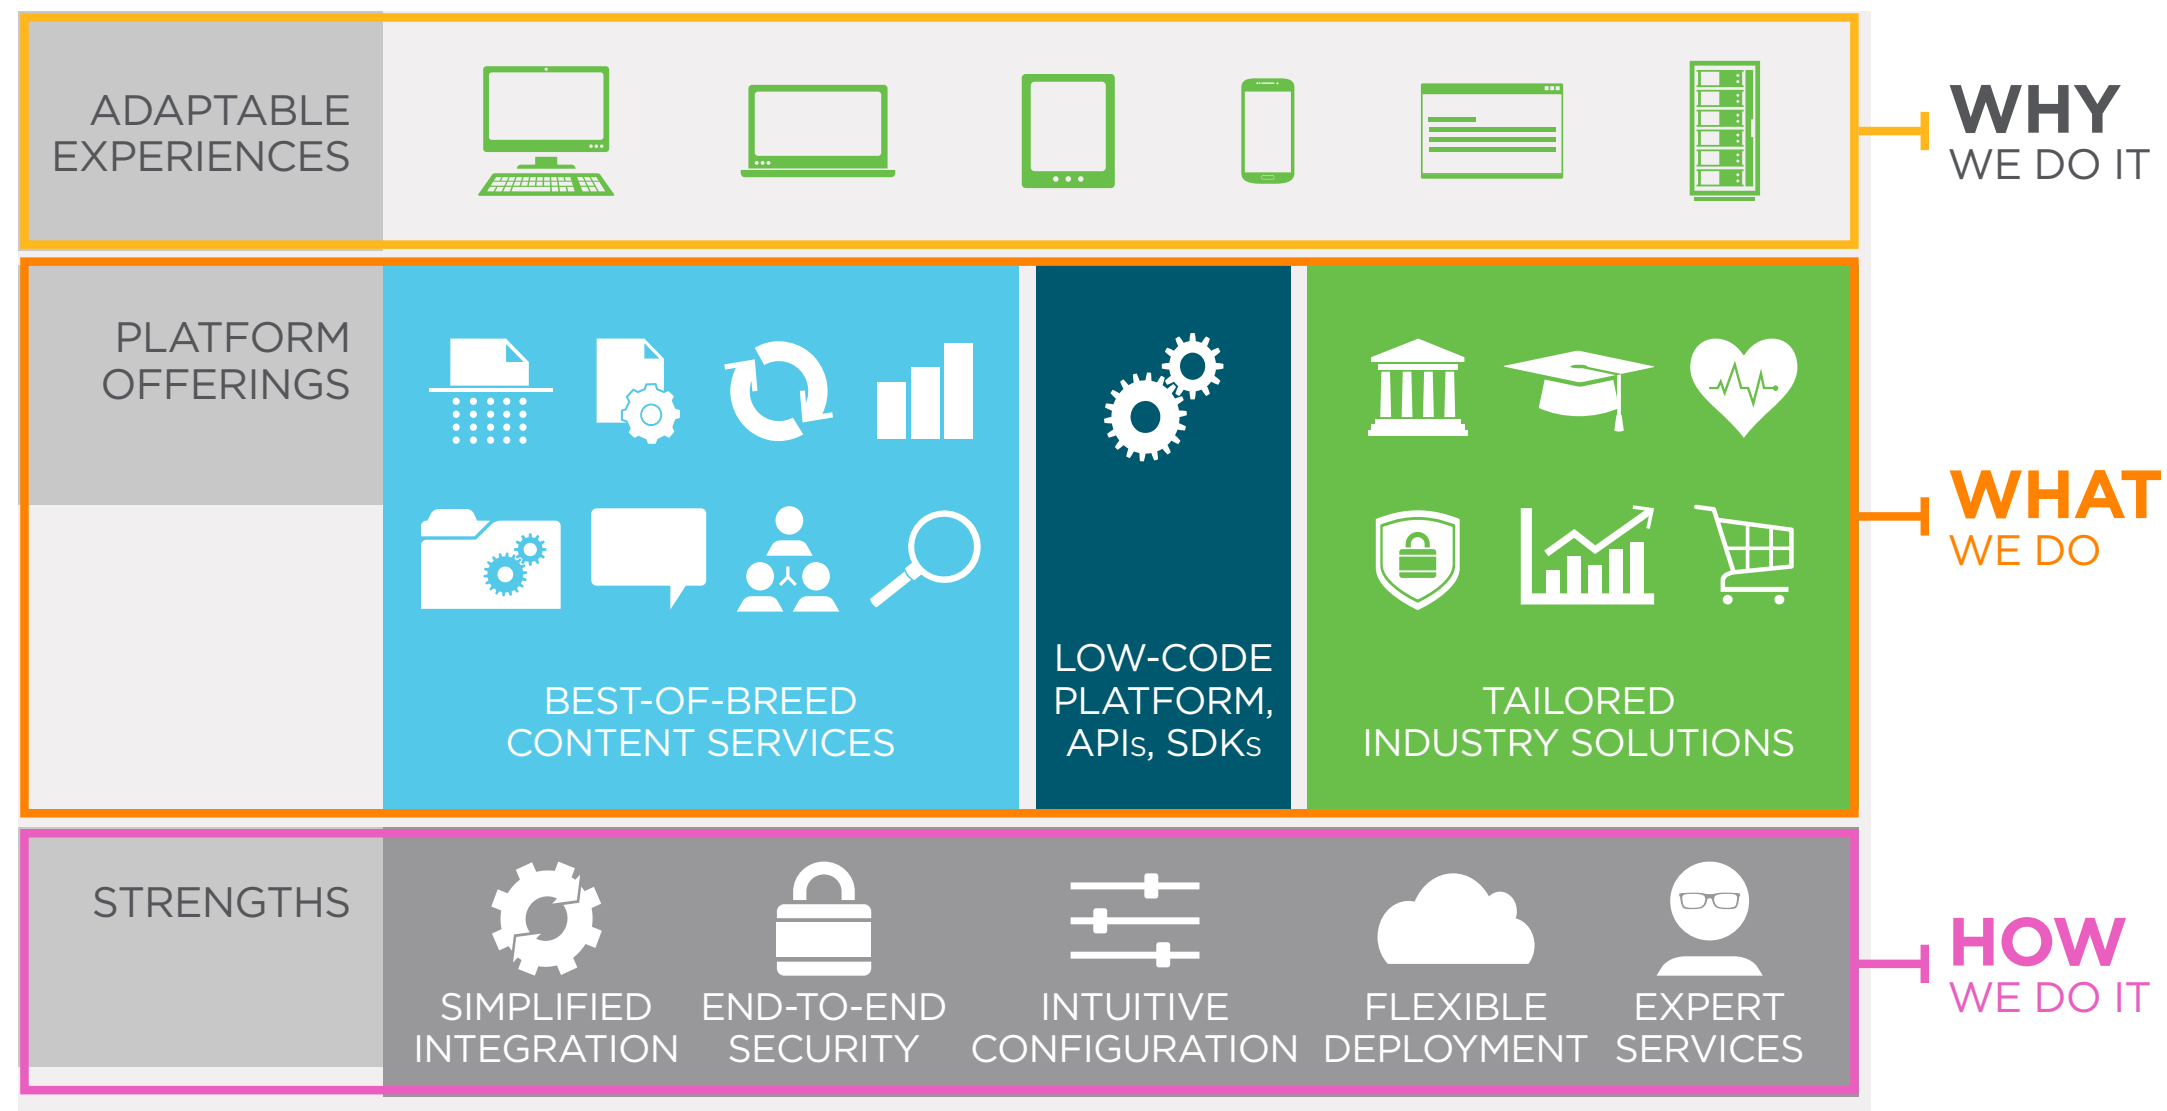 ADAPTABLE
EXPERIENCES
WHY
WE DO IT
PLATFORM
OFFERINGS
BEST-OF-BREED
CONTENT SERVICES
LOW-CODE
PLATFORM,
APIs, SDKs
TAILORED
INDUSTRY SOLUTIONS
WHAT
WE DO
STRENGTHS
SIMPLIFIED
INTEGRATION
END-TO-END
SECURITY
INTUITIVE
CONFIGURATION
FLEXIBLE
DEPLOYMENT
EXPERT
SERVICES
HOW
WE DO IT